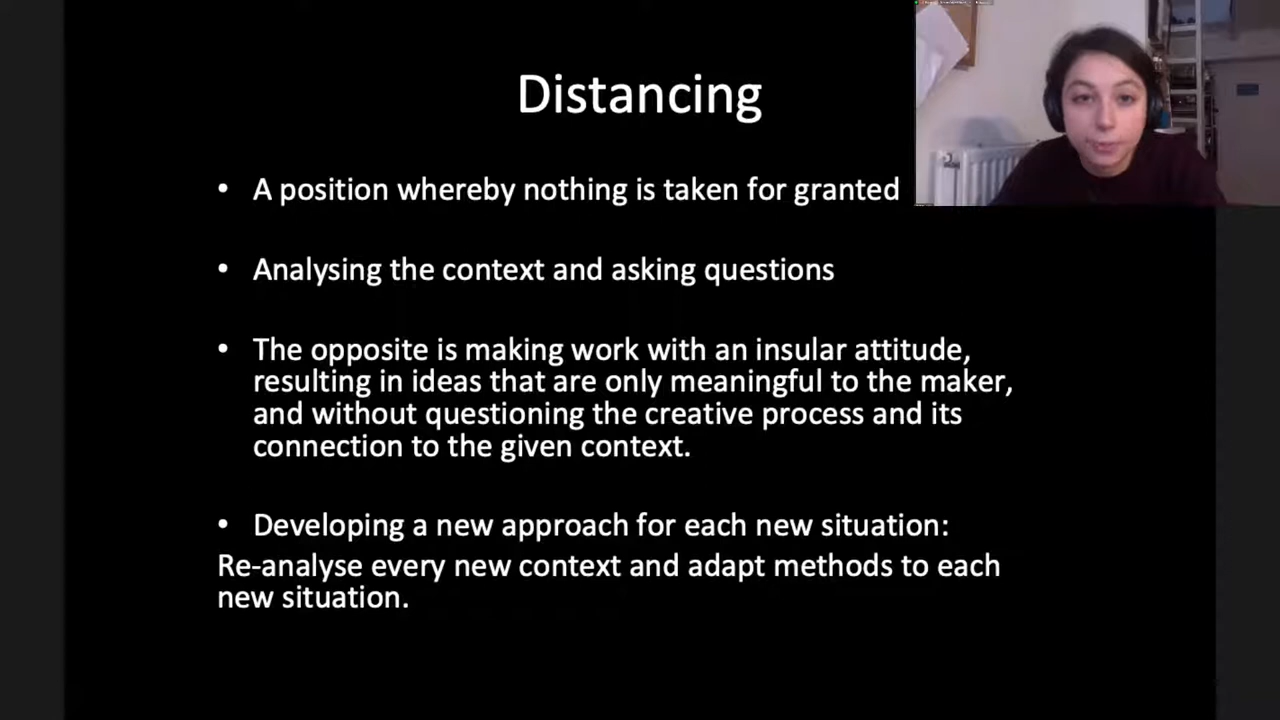 Distancing
• A position whereby nothing is taken for granted
• Analysing the context and asking questions
• The opposite is making work with an insular attitude,
resulting in ideas that are only meaningful to the maker,
and without questioning the creative process and its
connection to the given context.
• Developing a new approach for each new situation:
Re-analyse every new context and adapt methods to each
new situation.